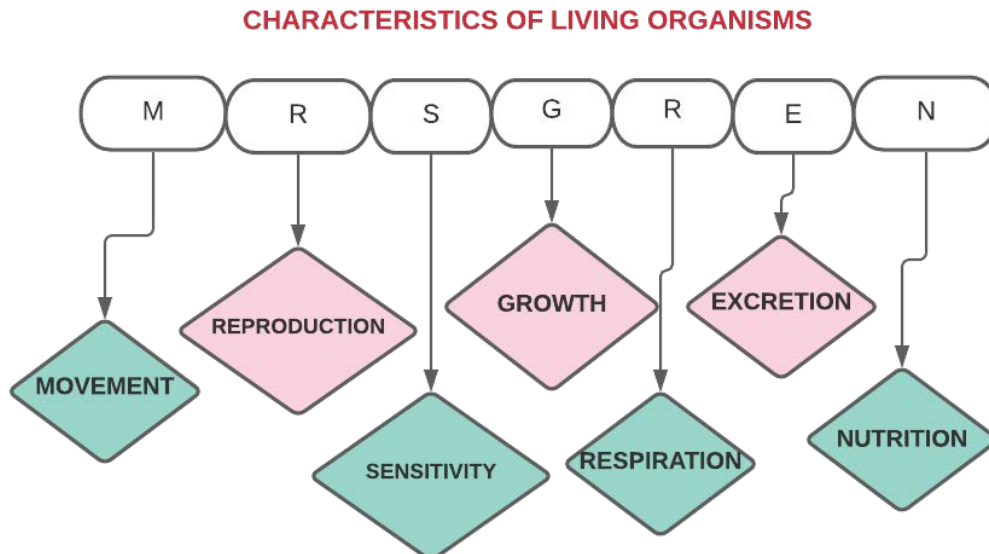 CHARACTERISTICS OF LIVING ORGANISMS
M R S G R E N
MOVEMENT
REPRODUCTION
SENSITIVITY
GROWTH
RESPIRATION
EXCRETION
NUTRITION